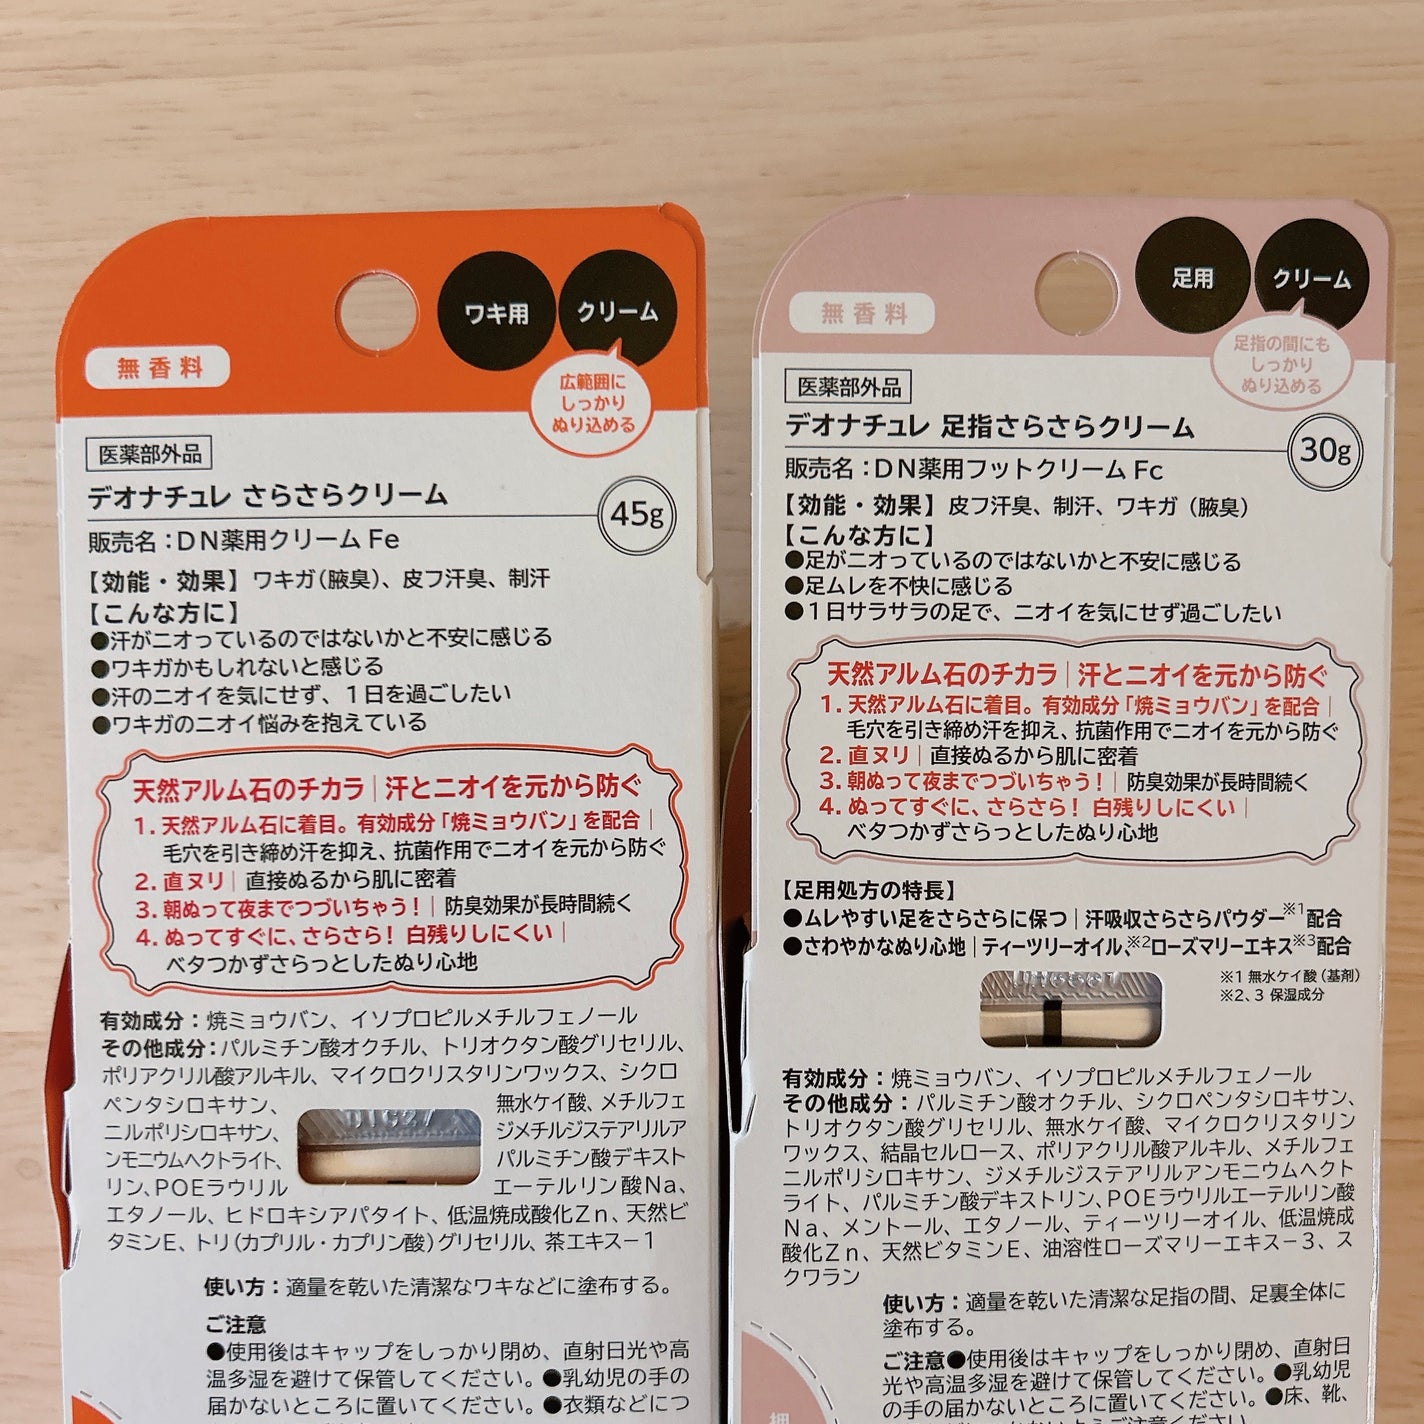 ワキ用
クリーム
無香料
広範囲に
しっかり
ぬり込める
医薬部外品
デオナチュレ さらさらクリーム
45g
販売名：DN薬用クリーム Fe
【効能・効果】ワキガ(腋臭)、皮フ汗臭、制汗
【こんな方に】
●汗がニオっているのではないかと不安に感じる
●ワキガかもしれないと感じる
●汗のニオイを気にせず、１日を過ごしたい
●ワキガのニオイ悩みを抱えている
天然アルム石のチカラ｜汗とニオイを元から防ぐ
1. 天然アルム石に着目。有効成分「焼ミョウバン」を配合｜
毛穴を引き締め汗を抑え、抗菌作用でニオイを元から防ぐ
2. 直ヌリ｜直接ぬるから肌に密着
3. 朝ぬって夜までつづいちゃう！｜防臭効果が長時間続く
4. ぬってすぐに、さらさら！ 白残りしにくい｜
ベタつかずさらっとしたぬり心地
有効成分：焼ミョウバン、イソプロピルメチルフェノール
その他成分：パルミチン酸オクチル、トリオクタン酸グリセリル、
ポリアクリル酸アルキル、マイクロクリスタリンワックス、シクロ
ペンタシロキサン、 無水ケイ酸、メチルフェ
ニルポリシロキサン、 ジメチルジステアリルア
ンモニウムヘクトライト、 パルミチン酸デキスト
リン、POEラウリル エーテルリン酸Na、
エタノール、ヒドロキシアパタイト、低温焼成酸化Zn、天然ビ
タミンE、トリ(カプリル・カプリン酸)グリセリル、茶エキス−1
使い方：適量を乾いた清潔なワキなどに塗布する。
ご注意
●使用後はキャップをしっかり閉め、直射日光や高
温多湿を避けて保管してください。●乳幼児の手の
届かないところに置いてください。●衣類などにつ
足用
クリーム
無香料
足指の間にも
しっかり
ぬり込める
医薬部外品
デオナチュレ 足指さらさらクリーム
30g
販売名：DN薬用フットクリーム Fc
【効能・効果】皮フ汗臭、制汗、ワキガ（腋臭）
【こんな方に】
●足がニオっているのではないかと不安に感じる
●足ムレを不快に感じる
●１日サラサラの足で、ニオイを気にせず過ごしたい
天然アルム石のチカラ｜汗とニオイを元から防ぐ
1. 天然アルム石に着目。有効成分「焼ミョウバン」を配合｜
毛穴を引き締め汗を抑え、抗菌作用でニオイを元から防ぐ
2. 直ヌリ｜直接ぬるから肌に密着
3. 朝ぬって夜までつづいちゃう！｜防臭効果が長時間続く
4. ぬってすぐに、さらさら！ 白残りしにくい｜
ベタつかずさらっとしたぬり心地
【足用処方の特長】
●ムレやすい足をさらさらに保つ｜汗吸収さらさらパウダー※1配合
●さわやかなぬり心地｜ティーツリーオイル、※2ローズマリーエキス※3配合
※1 無水ケイ酸（基剤）
※2、3 保湿成分
有効成分：焼ミョウバン、イソプロピルメチルフェノール
その他成分：パルミチン酸オクチル、シクロペンタシロキサン、
トリオクタン酸グリセリル、無水ケイ酸、マイクロクリスタリン
ワックス、結晶セルロース、ポリアクリル酸アルキル、メチルフェ
ニルポリシロキサン、ジメチルジステアリルアンモニウムヘクト
ライト、パルミチン酸デキストリン、POEラウリルエーテルリン酸
Na、メントール、エタノール、ティーツリーオイル、低温焼成
酸化Zn、天然ビタミンE、油溶性ローズマリーエキス−3、ス
クワラン
使い方：適量を乾いた清潔な足指の間、足裏全体に
塗布する。
ご注意●使用後はキャップをしっかり閉め、直射日
光や高温多湿を避けて保管してください。●乳幼児
の手の届かないところに置いてください。●床、靴、